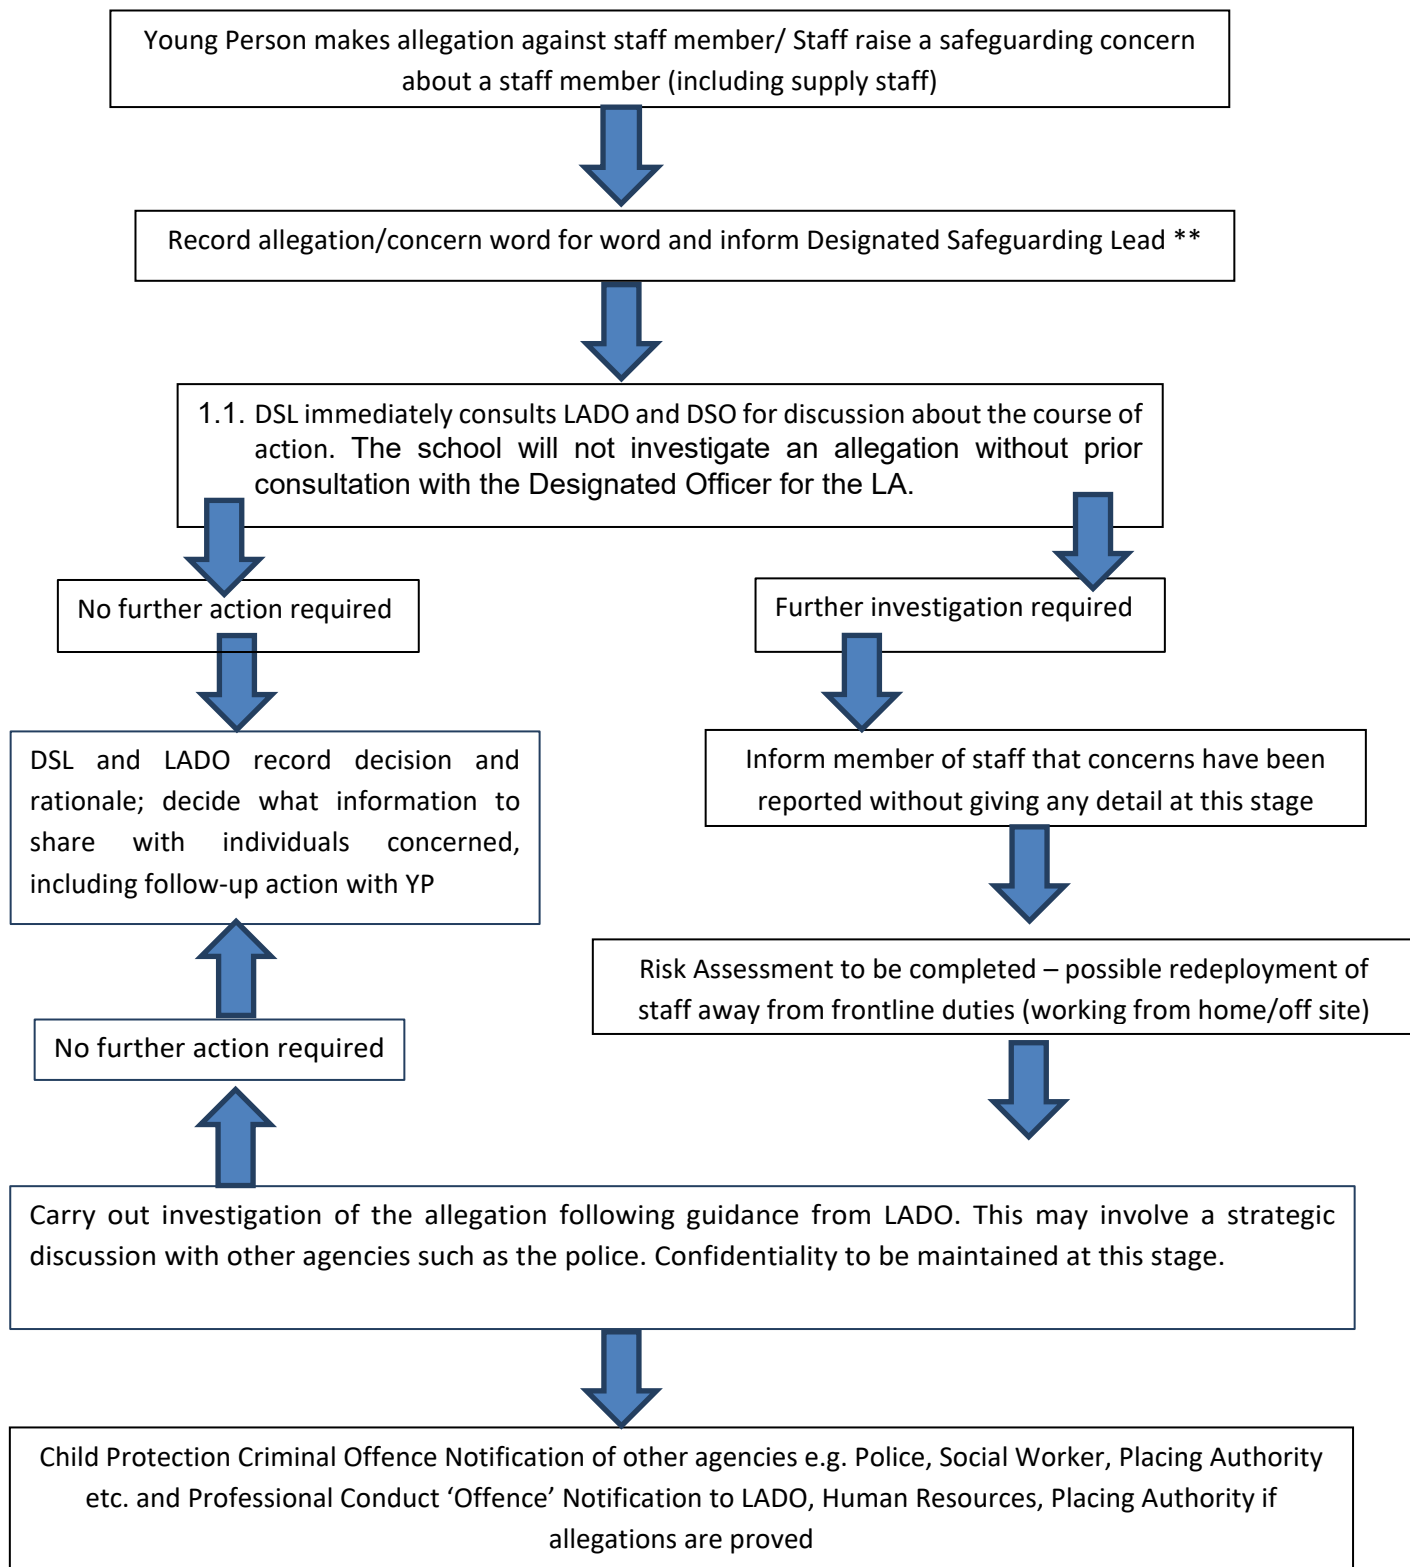 Young Person makes allegation against staff member/ Staff raise a safeguarding concern
about a staff member (including supply staff)
Record allegation/concern word for word and inform Designated Safeguarding Lead **
1.1. DSL immediately consults LADO and DSO for discussion about the course of
action. The school will not investigate an allegation without prior
consultation with the Designated Officer for the LA.
No further action required
Further investigation required
DSL and LADO record decision and
rationale; decide what information to
share with individuals concerned,
including follow-up action with YP
Inform member of staff that concerns have been
reported without giving any detail at this stage
Risk Assessment to be completed – possible redeployment of
staff away from frontline duties (working from home/off site)
No further action required
Carry out investigation of the allegation following guidance from LADO. This may involve a strategic
discussion with other agencies such as the police. Confidentiality to be maintained at this stage.
Child Protection Criminal Offence Notification of other agencies e.g. Police, Social Worker, Placing Authority
etc. and Professional Conduct ‘Offence’ Notification to LADO, Human Resources, Placing Authority if
allegations are proved